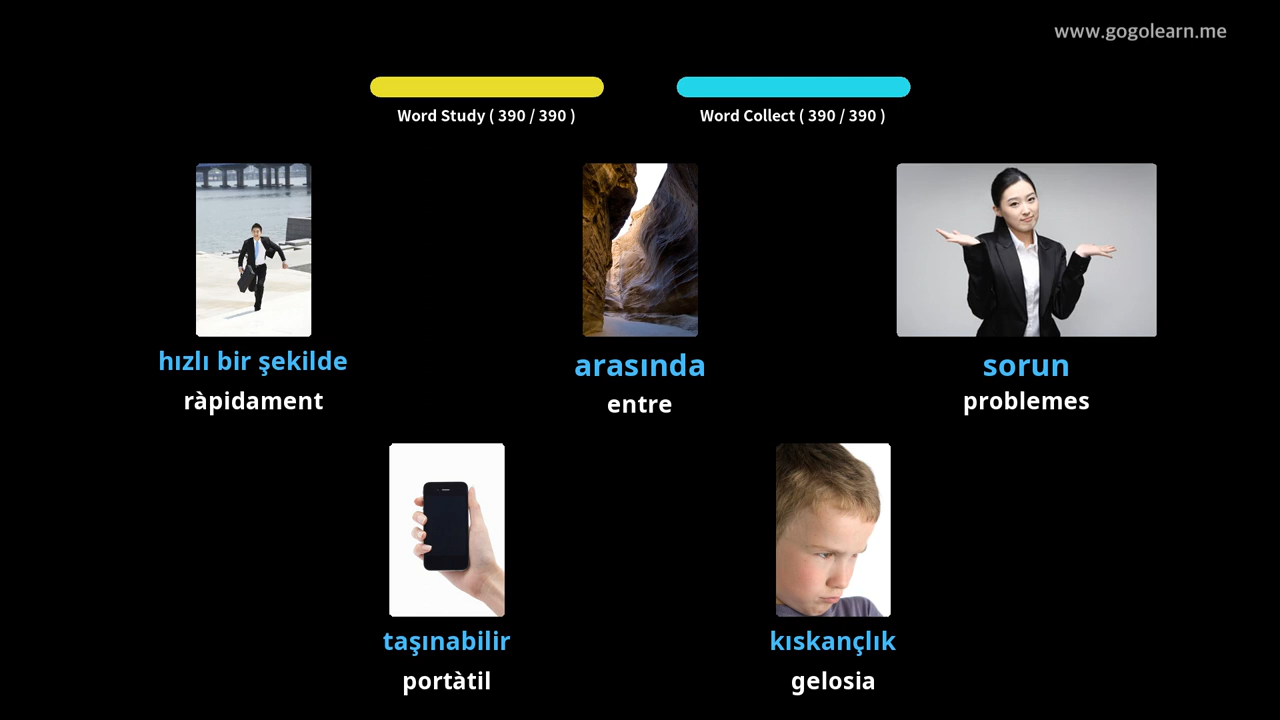 www.gogolearn.me
Word Study ( 390 / 390 )
Word Collect ( 390 / 390 )
hızlı bir şekilde
ràpidament
arasında
entre
sorun
problemes
taşınabilir
portàtil
kıskançlık
gelosia